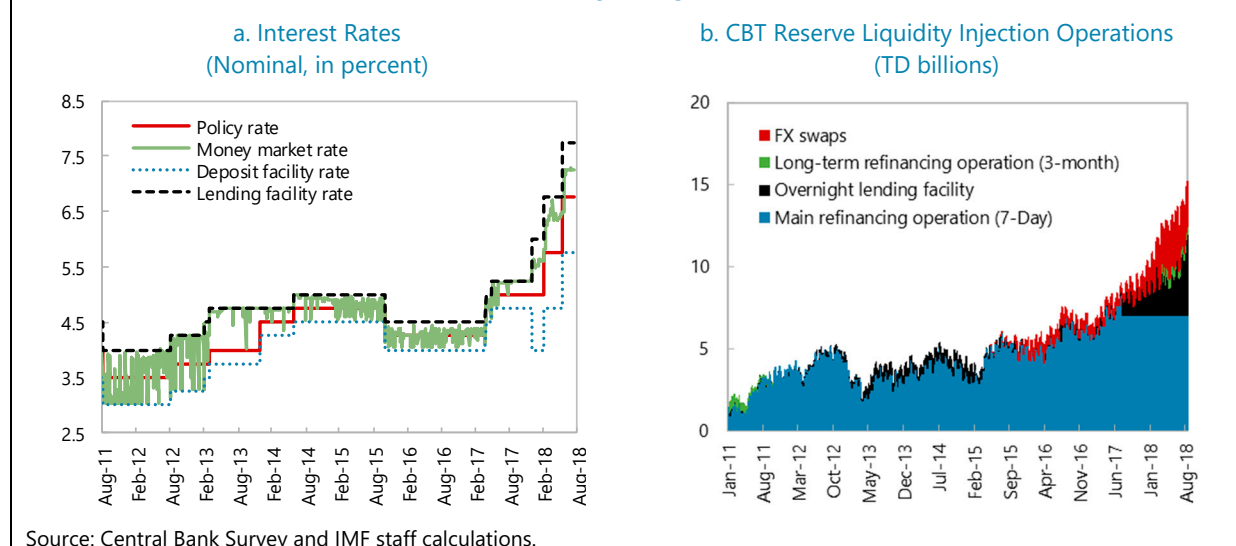 a. Interest Rates
(Nominal, in percent)
8.5
7.5
6.5
5.5
4.5
3.5
2.5
Policy rate
Money market rate
Deposit facility rate
Lending facility rate
Aug-11
Feb-12
Aug-12
Feb-13
Aug-13
Feb-14
Aug-14
Feb-15
Aug-15
Feb-16
Aug-16
Feb-17
Aug-17
Feb-18
Aug-18
b. CBT Reserve Liquidity Injection Operations
(TD billions)
20
15
10
5
0
FX swaps
Long-term refinancing operation (3-month)
Overnight lending facility
Main refinancing operation (7-Day)
Jan-11
Aug-11
Mar-12
Oct-12
May-13
Dec-13
Jul-14
Feb-15
Sep-15
Apr-16
Nov-16
Jun-17
Jan-18
Aug-18
Source: Central Bank Survey and IMF staff calculations.